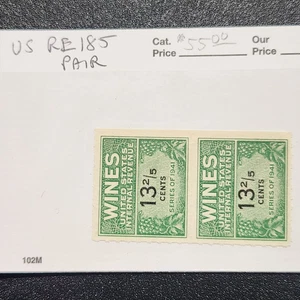 US RE185
PAIR
Cat.
Price $55.00
Our
Price
WINES
UNITED STATES
INTERNAL REVENUE
13 2/5
CENTS
SERIES OF 1941
WINES
UNITED STATES
INTERNAL REVENUE
13 2/5
CENTS
SERIES OF 1941
102M